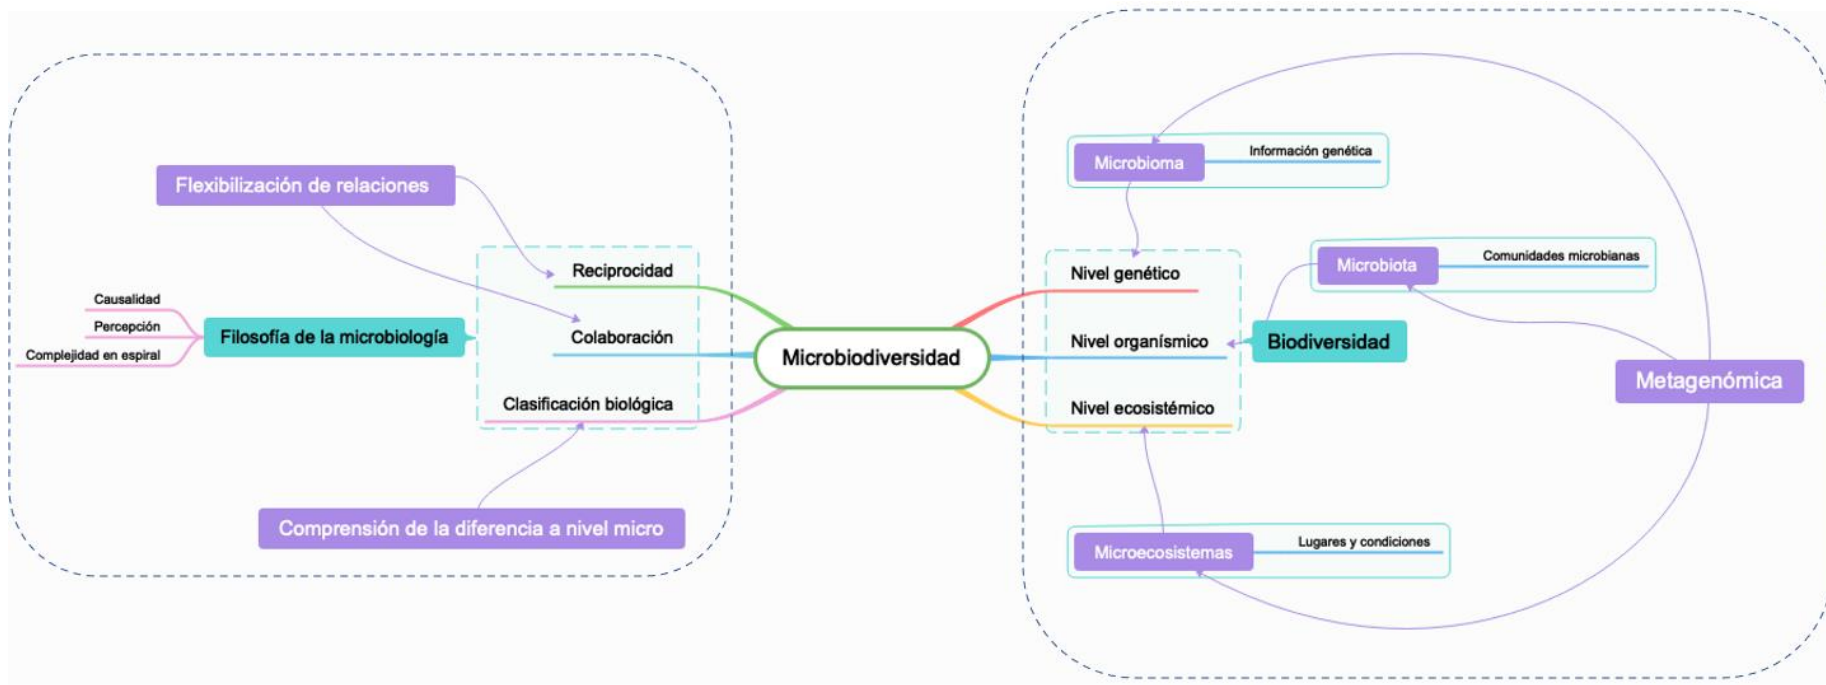 Flexibilización de relaciones
Reciprocidad
Colaboración
Clasificación biológica
Causalidad
Percepción
Complejidad en espiral
Filosofía de la microbiología
Comprensión de la diferencia a nivel micro
Microbiodiversidad
Microbioma
Información genética
Nivel genético
Nivel organísmico
Nivel ecosistémico
Microbiota
Comunidades microbianas
Biodiversidad
Metagenómica
Microecosistemas
Lugares y condiciones